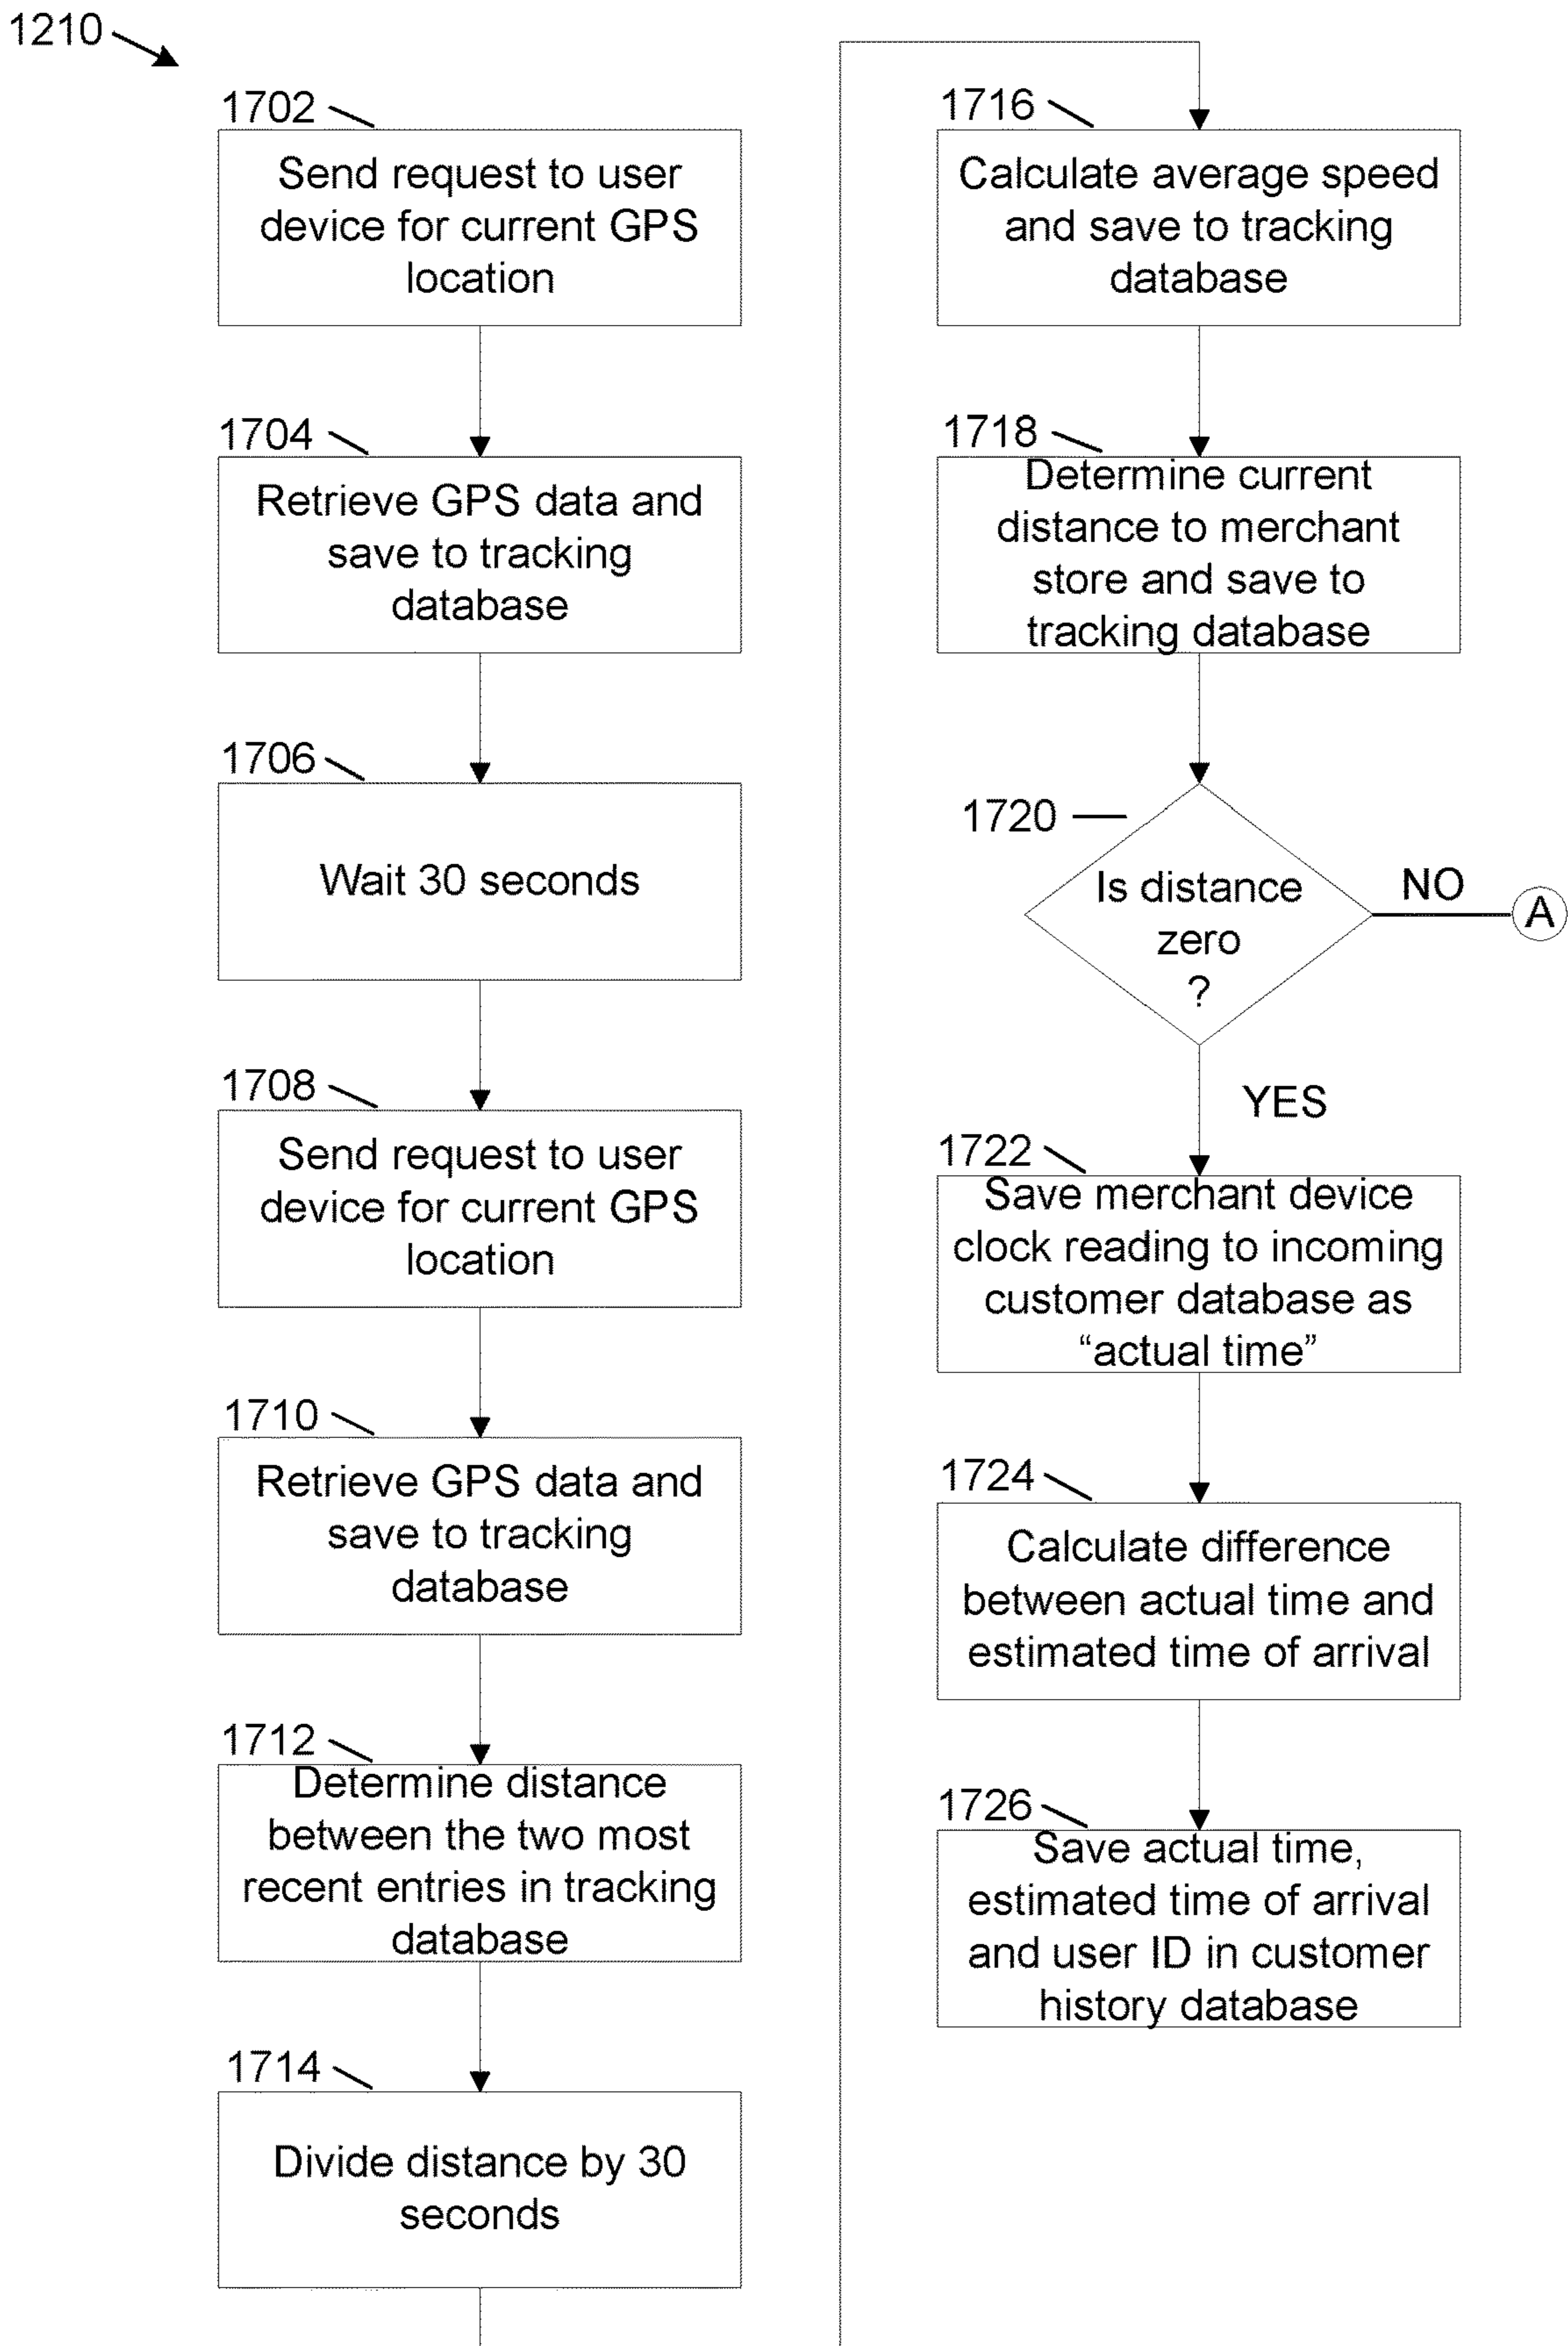 1210
1702
Send request to user
device for current GPS
location
1704
Retrieve GPS data and
save to tracking
database
1706
Wait 30 seconds
1708
Send request to user
device for current GPS
location
1710
Retrieve GPS data and
save to tracking
database
1712
Determine distance
between the two most
recent entries in tracking
database
1714
Divide distance by 30
seconds
1716
Calculate average speed
and save to tracking
database
1718
Determine current
distance to merchant
store and save to
tracking database
1720
Is distance
zero
?
NO
A
YES
1722
Save merchant device
clock reading to incoming
customer database as
“actual time”
1724
Calculate difference
between actual time and
estimated time of arrival
1726
Save actual time,
estimated time of arrival
and user ID in customer
history database